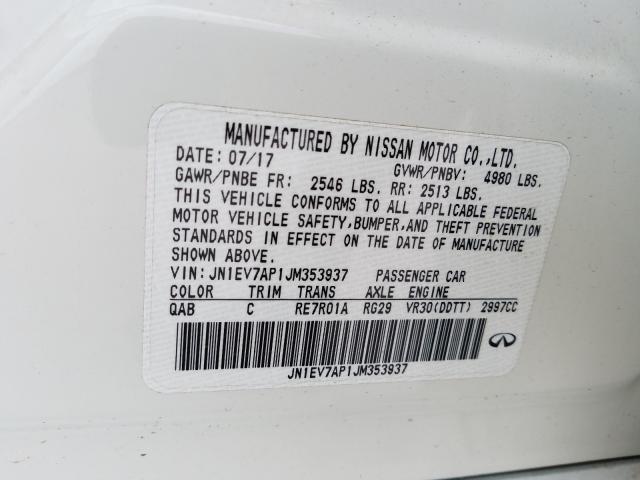 MANUFACTURED BY NISSAN MOTOR CO.,LTD.
DATE: 07/17 GVWR/PNBV: 4980 LBS.
GAWR/PNBE FR: 2546 LBS. RR: 2513 LBS.
THIS VEHICLE CONFORMS TO ALL APPLICABLE FEDERAL
MOTOR VEHICLE SAFETY,BUMPER,AND THEFT PREVENTION
STANDARDS IN EFFECT ON THE DATE OF MANUFACTURE
SHOWN ABOVE.
VIN: JN1EV7AP1JM353937 PASSENGER CAR
COLOR TRIM TRANS AXLE ENGINE
QAB C RE7R01A RG29 VR30(DDTT) 2997CC
JN1EV7AP1JM353937